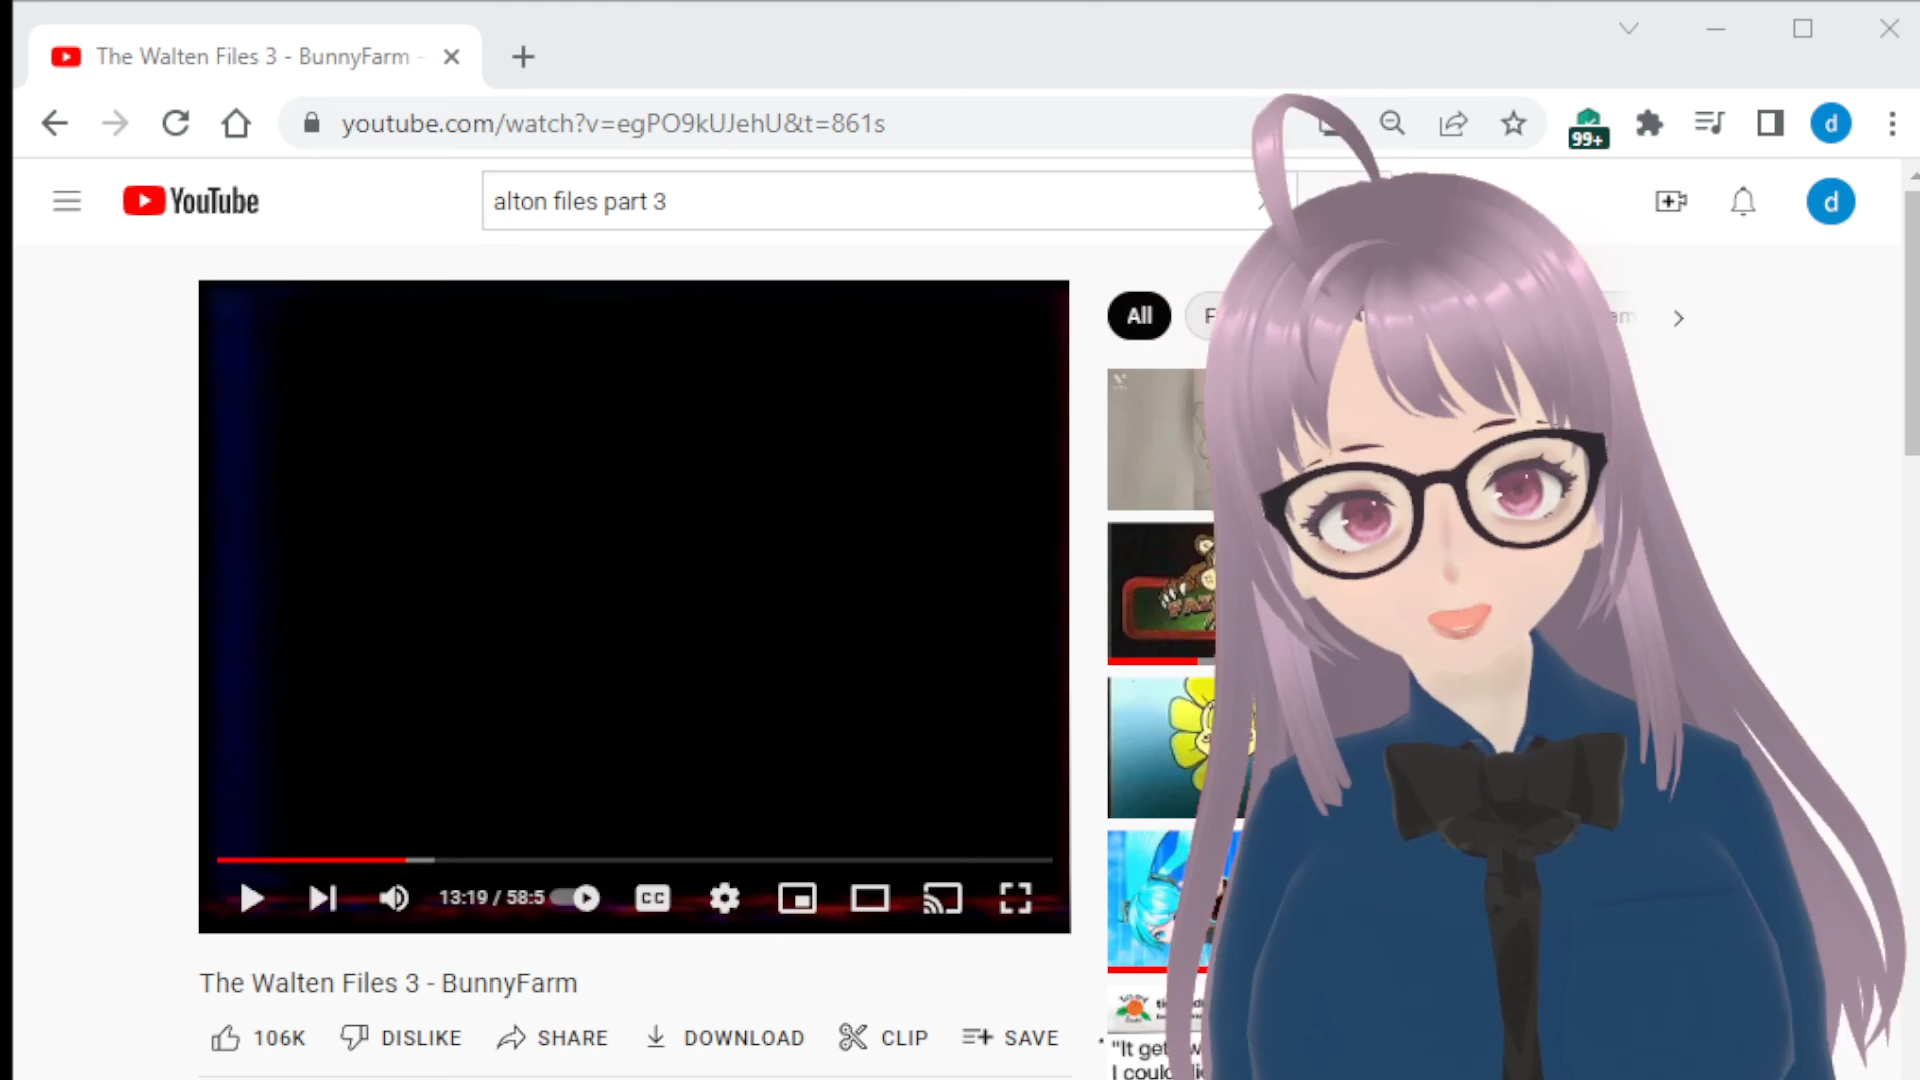 The Walten Files 3 - BunnyFarm -
youtube.com/watch?v=egPO9kUJehU&t=861s
99+
d
YouTube
alton files part 3
d
All
13:19 / 58:5
CC
The Walten Files 3 - BunnyFarm
106K DISLIKE SHARE DOWNLOAD CLIP SAVE
"It get
I could